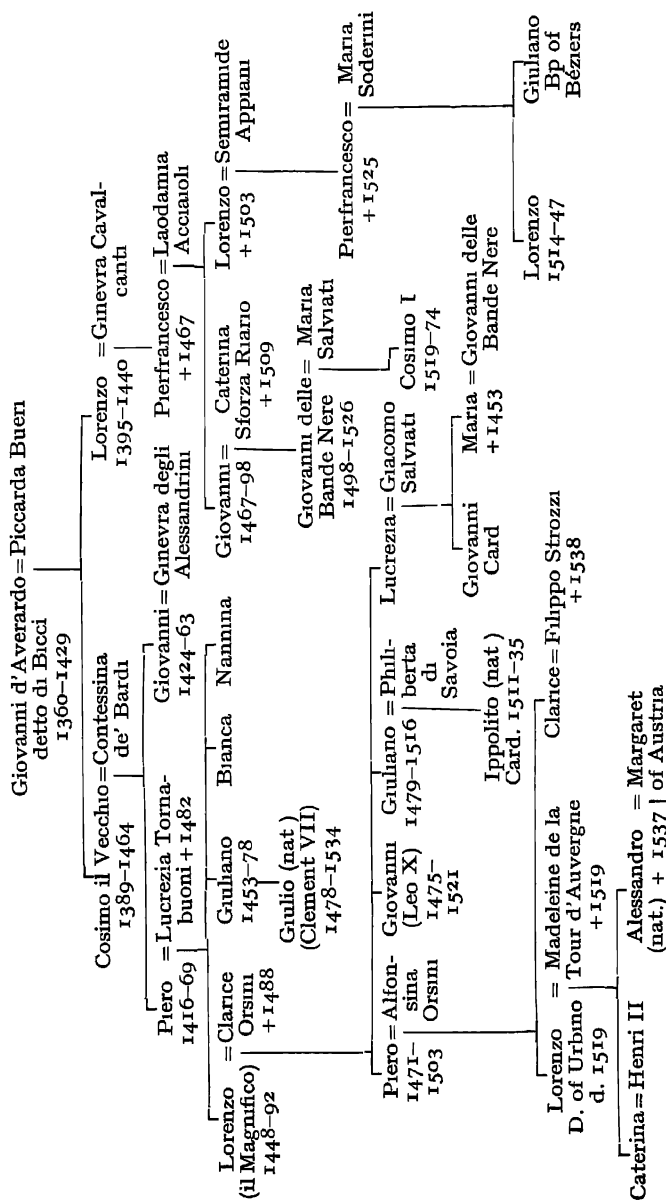 Giovanni d'Averardo=Piccarda Bueri
detto di Bicci
1360–1429
Cosimo il Vecchio=Contessina
de' Bardi
1389–1464
Lorenzo =Ginevra Caval-
canti
1395–1440
Piero =Lucrezia Torna-
buoni +1482
1416–69
Giovanni=Ginevra degli
Alessandrini
1424–63
Pierfrancesco=Laodamia
Acciaiuoli
+1467
Lorenzo =Clarice
(il Magnifico) Orsini
1448–92 +1488
Giuliano
1453–78
Bianca
Nannina
Giulio (nat)
(Clement VII)
1478–1534
Giovanni= Caterina
Sforza Riario
1467–98 +1509
Lorenzo=Semiramide
Appiani
+1503
Giovanni delle= Maria
Bande Nere Salviati
1498–1526
Pierfrancesco= Maria
Soderini
+1525
Cosimo I
1519–74
Piero=Alfon-
sina
Orsini
1471–
1503
Giovanni
(Leo X)
1475–
1521
Giuliano =Phili-
berta
di
Savoia
1479–1516
Lucrezia=Giacomo
Salviati
Ippolito (nat)
Card. 1511–35
Giovanni
Card
Maria=Giovanni delle
Bande Nere
+1453
Lorenzo
1514–47
Giuliano
Bp of
Béziers
Lorenzo = Madeleine de la
D. of Urbino Tour d'Auvergne
d. 1519 +1519
Clarice=Filippo Strozzi
+1538
Caterina=Henri II
Alessandro =Margaret
(nat.) + 1537 of Austria